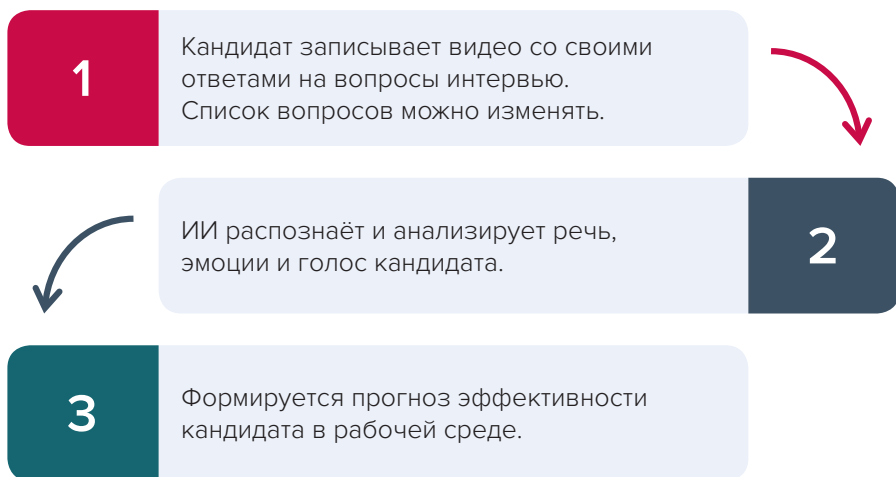 1
Кандидат записывает видео со своими
ответами на вопросы интервью.
Список вопросов можно изменять.
ИИ распознаёт и анализирует речь,
эмоции и голос кандидата.
2
3
Формируется прогноз эффективности
кандидата в рабочей среде.